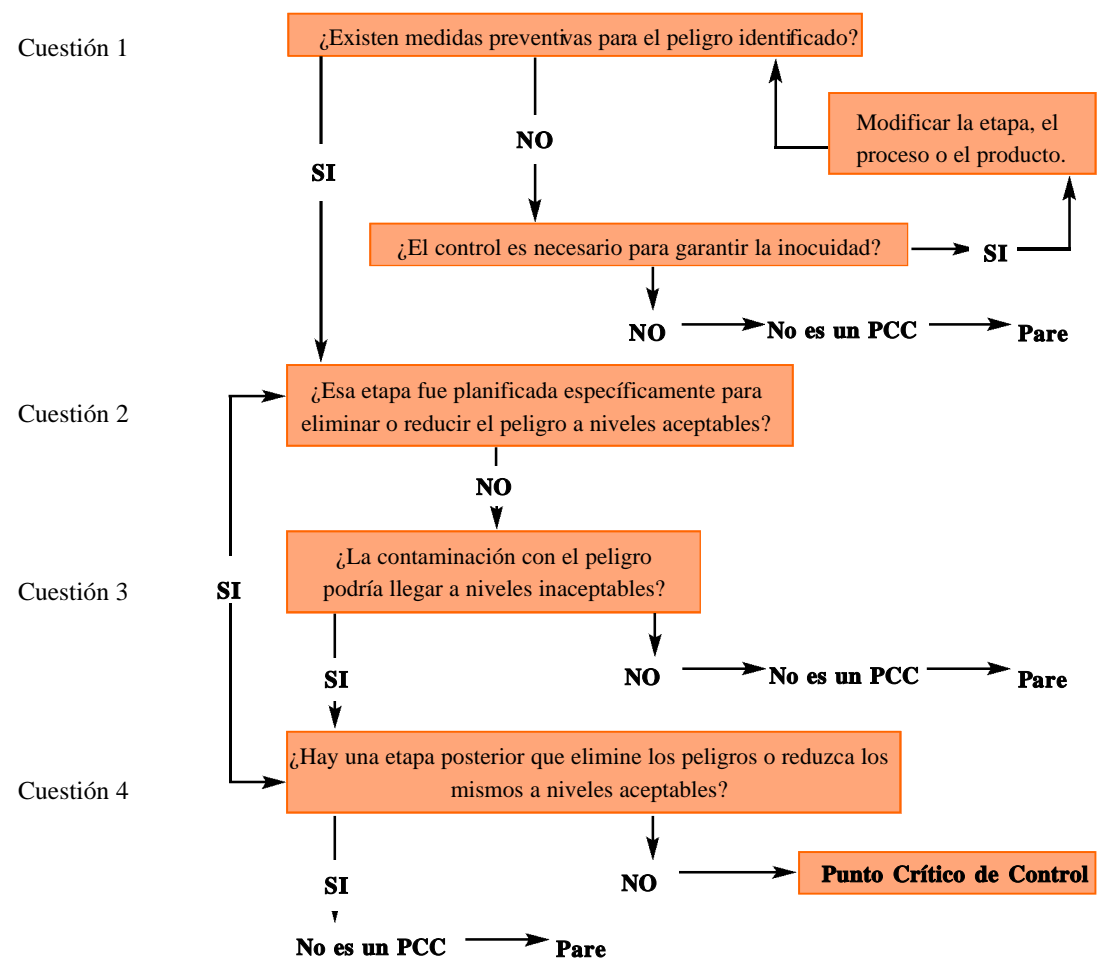 Cuestión 1
¿Existen medidas preventivas para el peligro identificado?
Modificar la etapa, el
proceso o el producto.
NO
SI
¿El control es necesario para garantir la inocuidad?
SI
NO
No es un PCC
Pare
Cuestión 2
¿Esa etapa fue planificada específicamente para
eliminar o reducir el peligro a niveles aceptables?
NO
Cuestión 3
SI
¿La contaminación con el peligro
podría llegar a niveles inaceptables?
SI
NO
No es un PCC
Pare
Cuestión 4
¿Hay una etapa posterior que elimine los peligros o reduzca los
mismos a niveles aceptables?
SI
NO
Punto Crítico de Control
No es un PCC
Pare